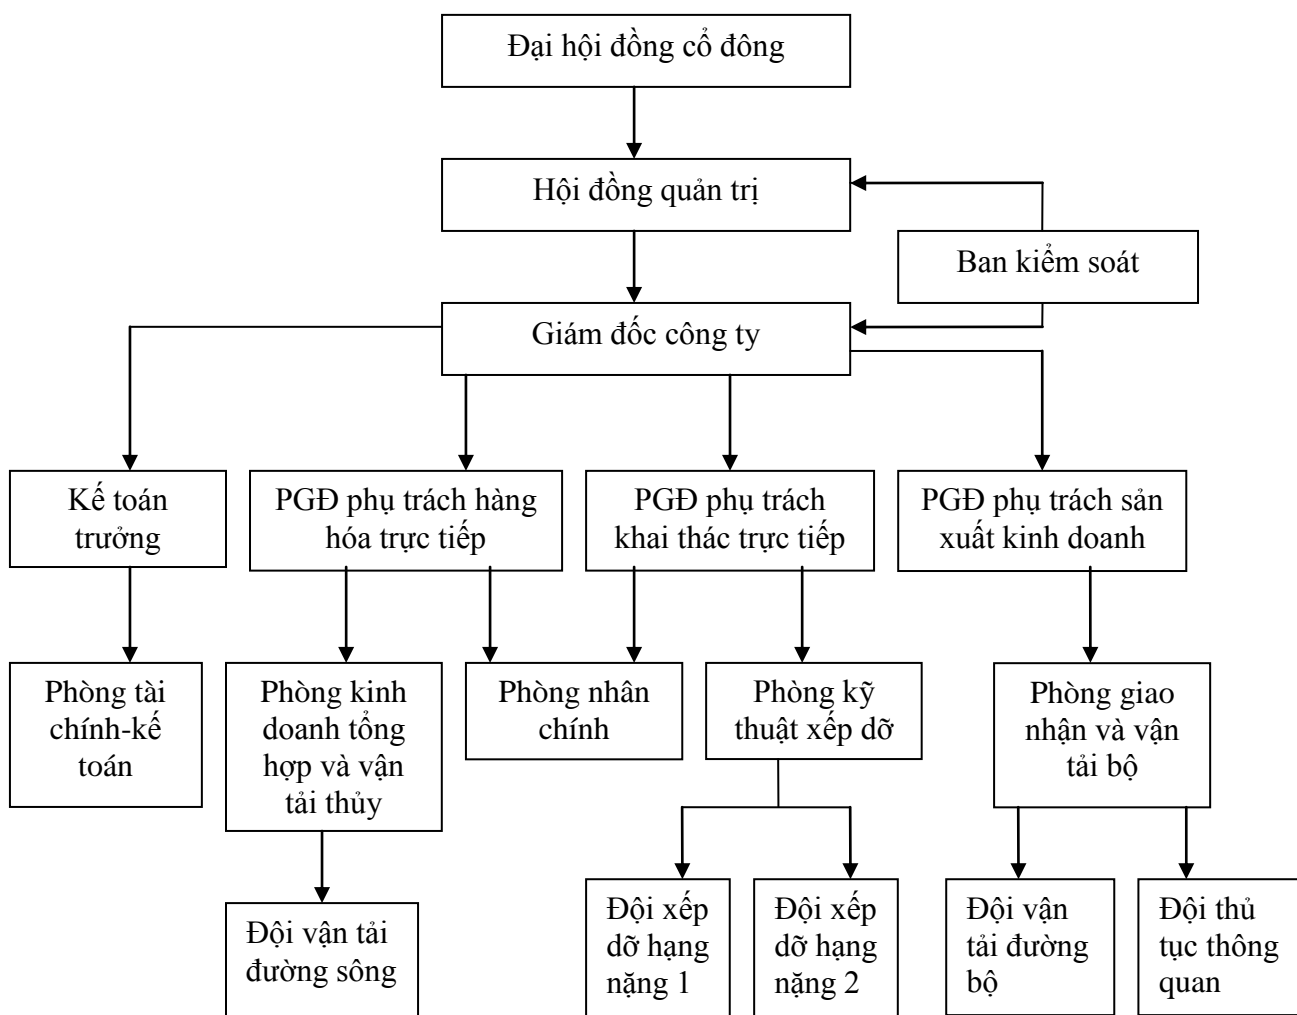 Đại hội đồng cổ đông
Hội đồng quản trị
Ban kiểm soát
Giám đốc công ty
Kế toán
trưởng
PGĐ phụ trách hàng
hóa trực tiếp
PGĐ phụ trách
khai thác trực tiếp
PGĐ phụ trách sản
xuất kinh doanh
Phòng tài
chính-kế
toán
Phòng kinh
doanh tổng
hợp và vận
tải thủy
Phòng nhân
chính
Phòng kỹ
thuật xếp dỡ
Phòng giao
nhận và vận
tải bộ
Đội vận tải
đường sông
Đội xếp
dỡ hạng
nặng 1
Đội xếp
dỡ hạng
nặng 2
Đội vận
tải đường
bộ
Đội thủ
tục thông
quan